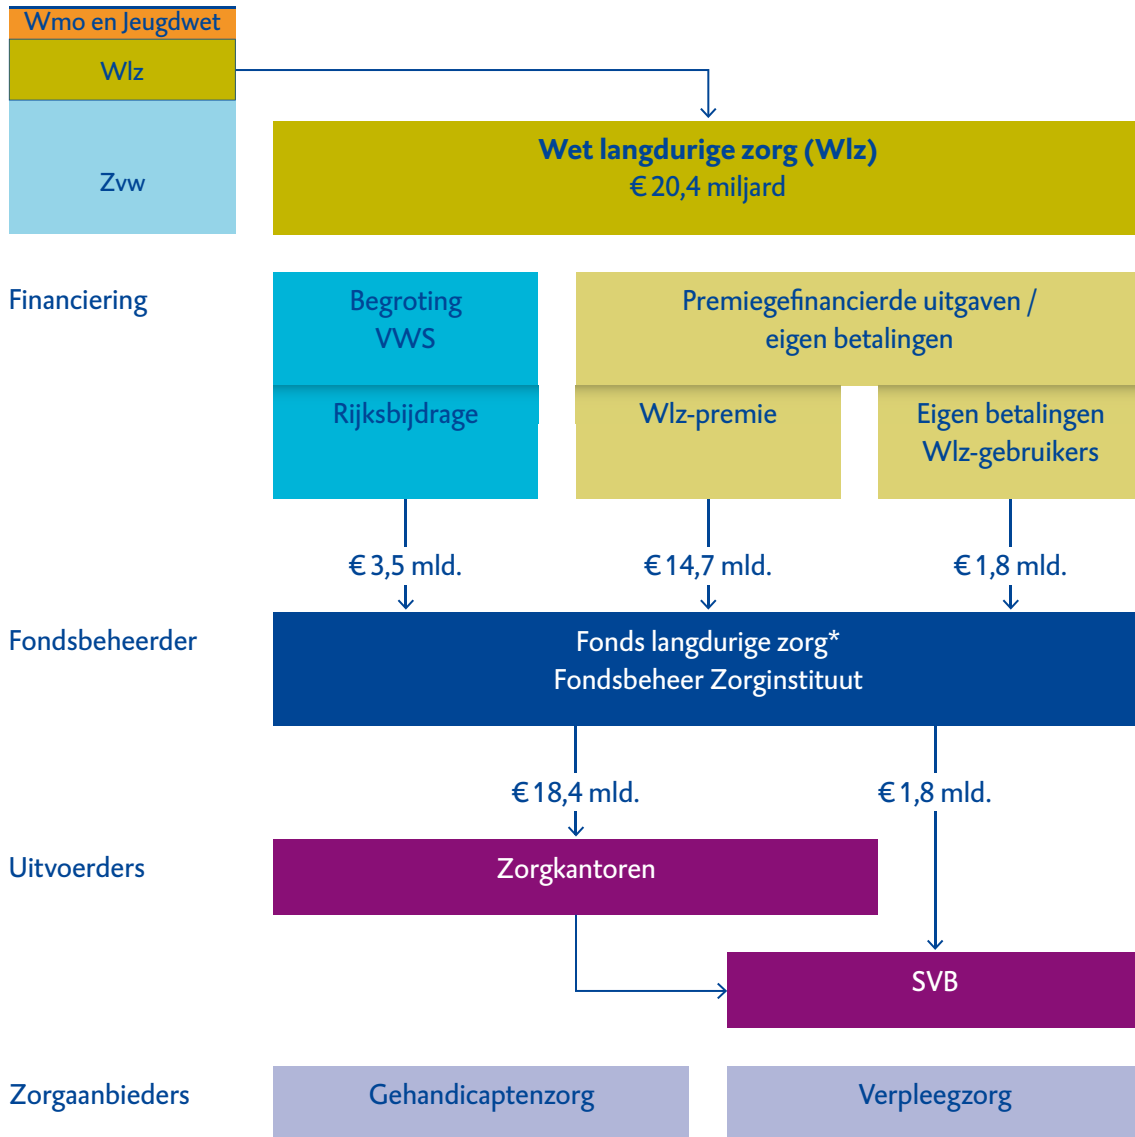 Wmo en Jeugdwet
Wlz
Zvw
Wet langdurige zorg (Wlz)
€ 20,4 miljard
Financiering
Begroting
VWS
Premiegefinancierde uitgaven /
eigen betalingen
Rijksbijdrage
Wlz-premie
Eigen betalingen
Wlz-gebruikers
€ 3,5 mld.
€ 14,7 mld.
€ 1,8 mld.
Fondsbeheerder
Fonds langdurige zorg*
Fondsbeheer Zorginstituut
€ 18,4 mld.
€ 1,8 mld.
Uitvoerders
Zorgkantoren
SVB
Zorgaanbieders
Gehandicaptenzorg
Verpleegzorg